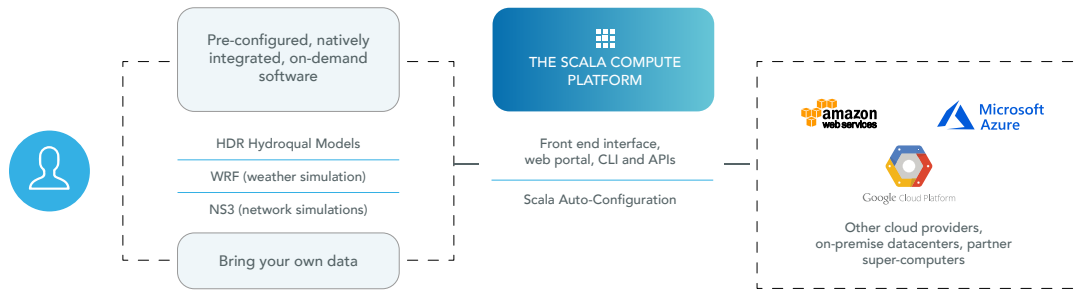 Pre-configured, natively
integrated, on-demand
software
HDR Hydroqual Models
WRF (weather simulation)
NS3 (network simulations)
Bring your own data
THE SCALA COMPUTE
PLATFORM
Front end interface,
web portal, CLI and APIs
Scala Auto-Configuration
amazon
web services
Microsoft
Azure
Google Cloud Platform
Other cloud providers,
on-premise datacenters, partner
super-computers